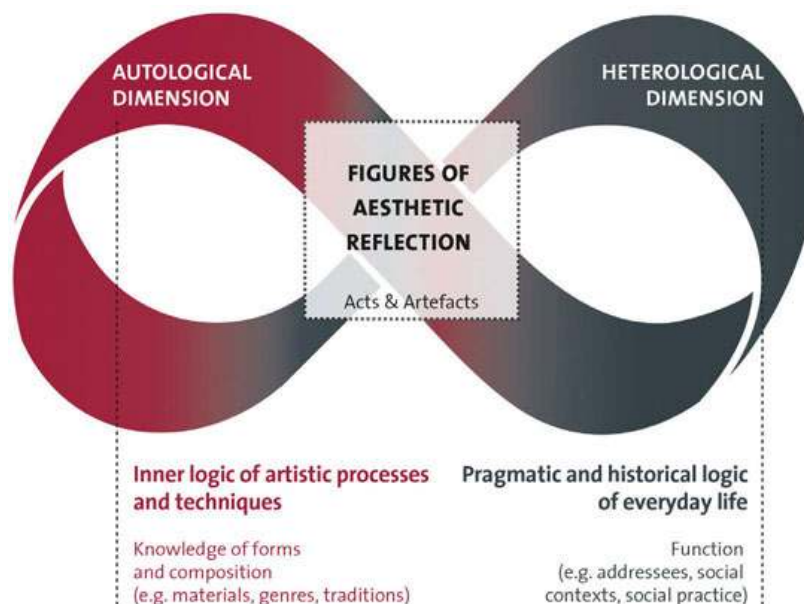 AUTOLOGICAL
DIMENSION
HETEROLOGICAL
DIMENSION
FIGURES OF
AESTHETIC
REFLECTION
Acts & Artefacts
Inner logic of artistic processes
and techniques
Knowledge of forms
and composition
(e.g. materials, genres, traditions)
Pragmatic and historical logic
of everyday life
Function
(e.g. addressees, social
contexts, social practice)